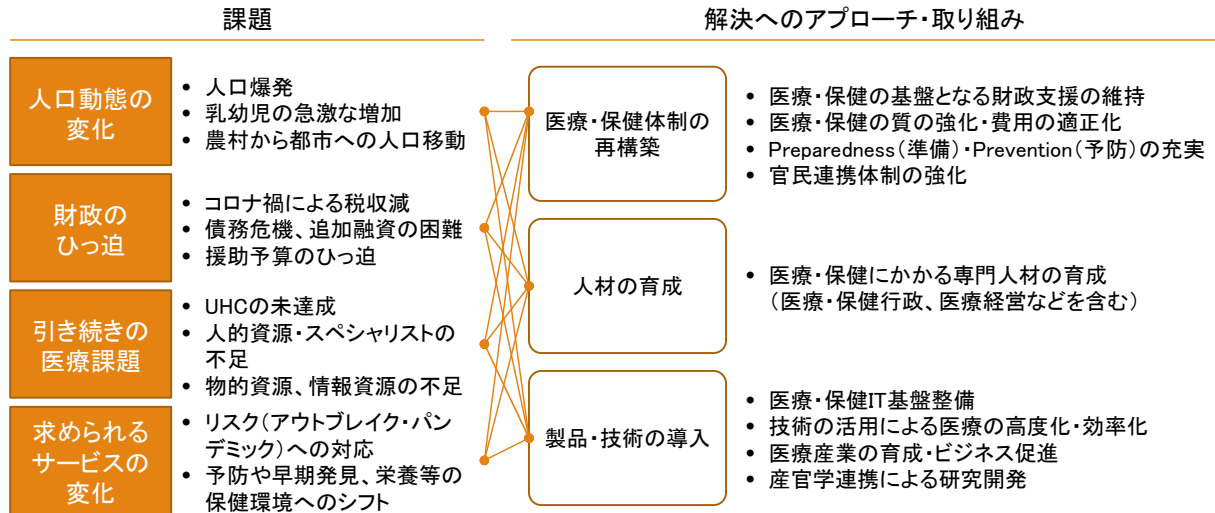 課題
人口動態の
変化
• 人口爆発
• 乳幼児の急激な増加
• 農村から都市への人口移動
財政の
ひっ迫
• コロナ禍による税収減
• 債務危機、追加融資の困難
• 援助予算のひっ迫
引き続きの
医療課題
• UHCの未達成
• 人的資源・スペシャリストの
不足
• 物的資源、情報資源の不足
求められる
サービスの
変化
• リスク(アウトブレイク・パン
デミック)への対応
• 予防や早期発見、栄養等の
保健環境へのシフト
解決へのアプローチ・取り組み
医療・保健体制の
再構築
• 医療・保健の基盤となる財政支援の維持
• 医療・保健の質の強化・費用の適正化
• Preparedness(準備)・Prevention(予防)の充実
• 官民連携体制の強化
人材の育成
• 医療・保健にかかる専門人材の育成
(医療・保健行政、医療経営などを含む)
製品・技術の導入
• 医療・保健IT基盤整備
• 技術の活用による医療の高度化・効率化
• 医療産業の育成・ビジネス促進
• 産官学連携による研究開発